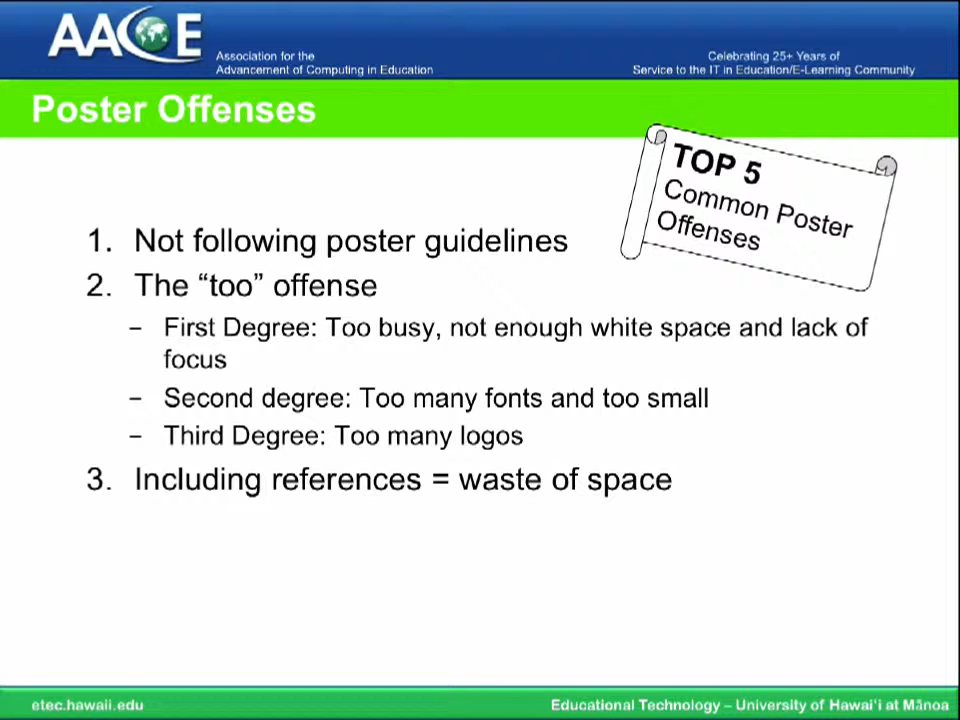 AACE
Association for the
Advancement of Computing in Education
Celebrating 25+ Years of
Service to the IT in Education/E-Learning Community
Poster Offenses
TOP 5
Common Poster
Offenses
1. Not following poster guidelines
2. The “too” offense
– First Degree: Too busy, not enough white space and lack of
focus
– Second degree: Too many fonts and too small
– Third Degree: Too many logos
3. Including references = waste of space
etec.hawaii.edu
Educational Technology – University of Hawai‘i at Mānoa